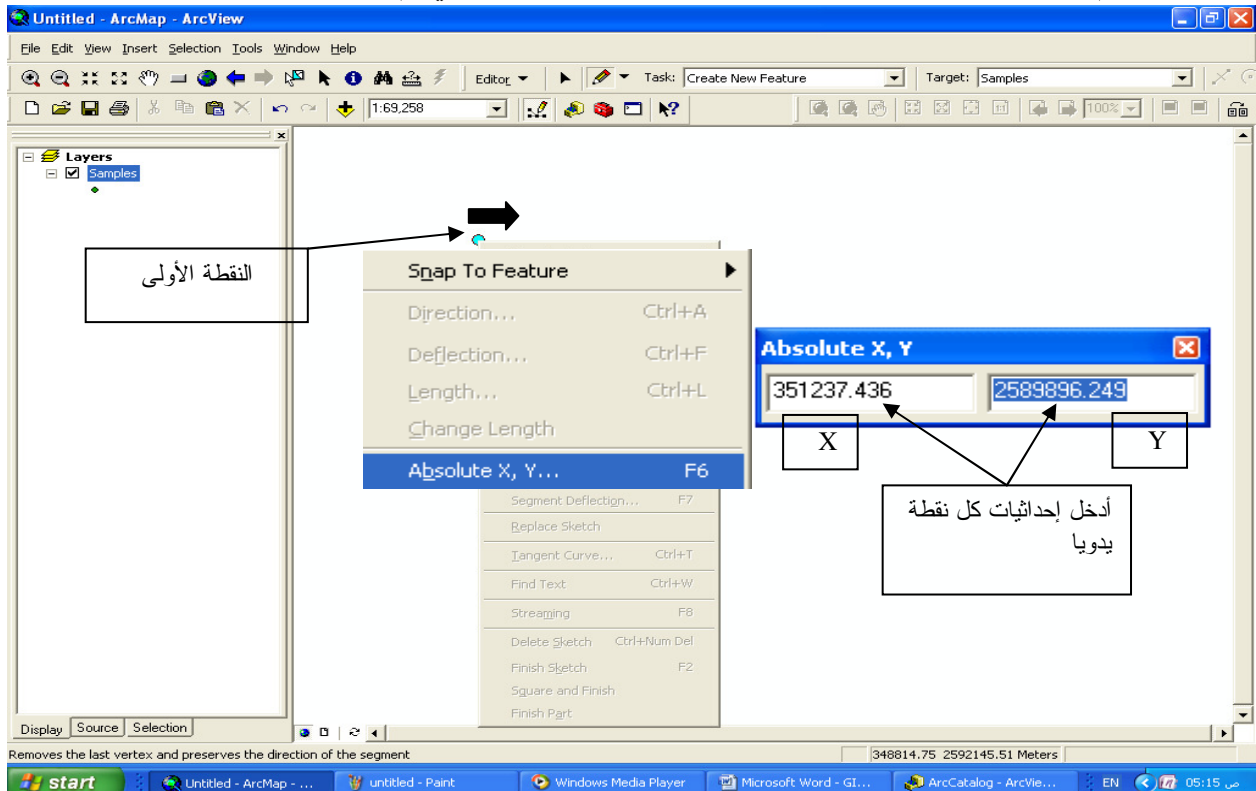 Untitled - ArcMap - ArcView
File Edit View Insert Selection Tools Window Help
Editor Task: Create New Feature Target: Samples
1:69,258 100%
Layers
Samples
النقطة الأولى
Snap To Feature
Direction... Ctrl+A
Deflection... Ctrl+F
Length... Ctrl+L
Change Length
Absolute X, Y... F6
Segment Deflection... F7
Replace Sketch
Tangent Curve... Ctrl+T
Find Text Ctrl+W
Streaming F8
Delete Sketch Ctrl+Num Del
Finish Sketch F2
Square and Finish
Finish Part
Absolute X, Y
351237.436 2589896.249
X Y
أدخل إحداثيات كل نقطة
يدويا
Display Source Selection
Removes the last vertex and preserves the direction of the segment 348814.75 2592145.51 Meters
start Untitled - ArcMap - ... untitled - Paint Windows Media Player Microsoft Word - GI... ArcCatalog - ArcVie... EN 05:15 ص